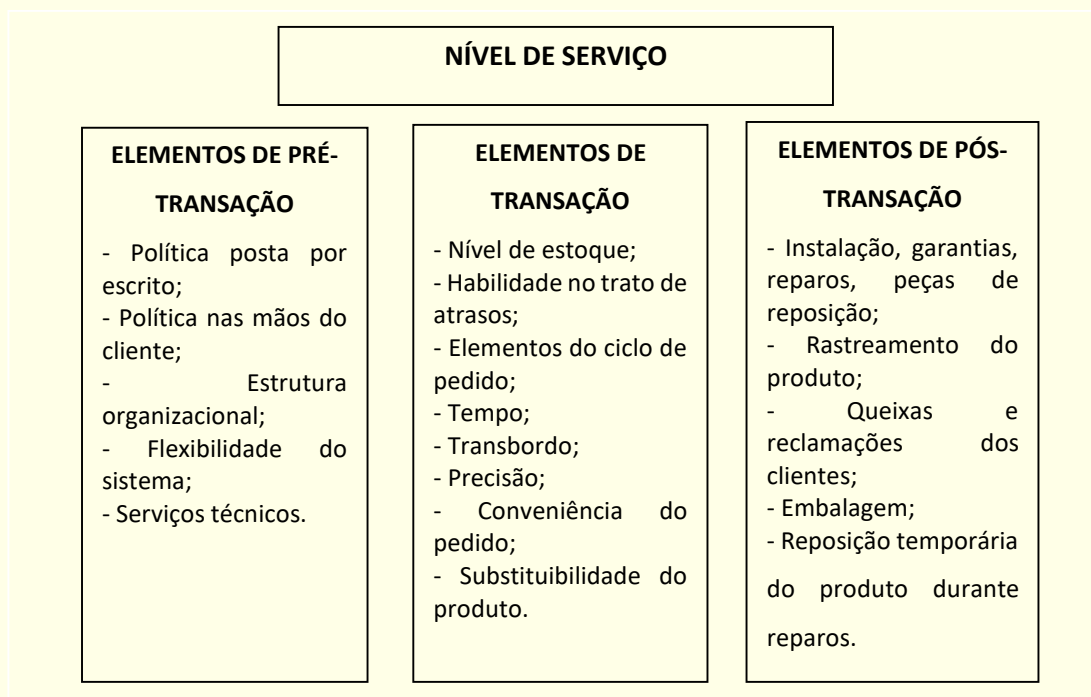 NÍVEL DE SERVIÇO
ELEMENTOS DE PRÉ-
TRANSAÇÃO
- Política posta por
escrito;
- Política nas mãos do
cliente;
- Estrutura
organizacional;
- Flexibilidade do
sistema;
- Serviços técnicos.
ELEMENTOS DE
TRANSAÇÃO
- Nível de estoque;
- Habilidade no trato de
atrasos;
- Elementos do ciclo de
pedido;
- Tempo;
- Transbordo;
- Precisão;
- Conveniência do
pedido;
- Substituibilidade do
produto.
ELEMENTOS DE PÓS-
TRANSAÇÃO
- Instalação, garantias,
reparos, peças de
reposição;
- Rastreamento do
produto;
- Queixas e
reclamações dos
clientes;
- Embalagem;
- Reposição temporária
do produto durante
reparos.